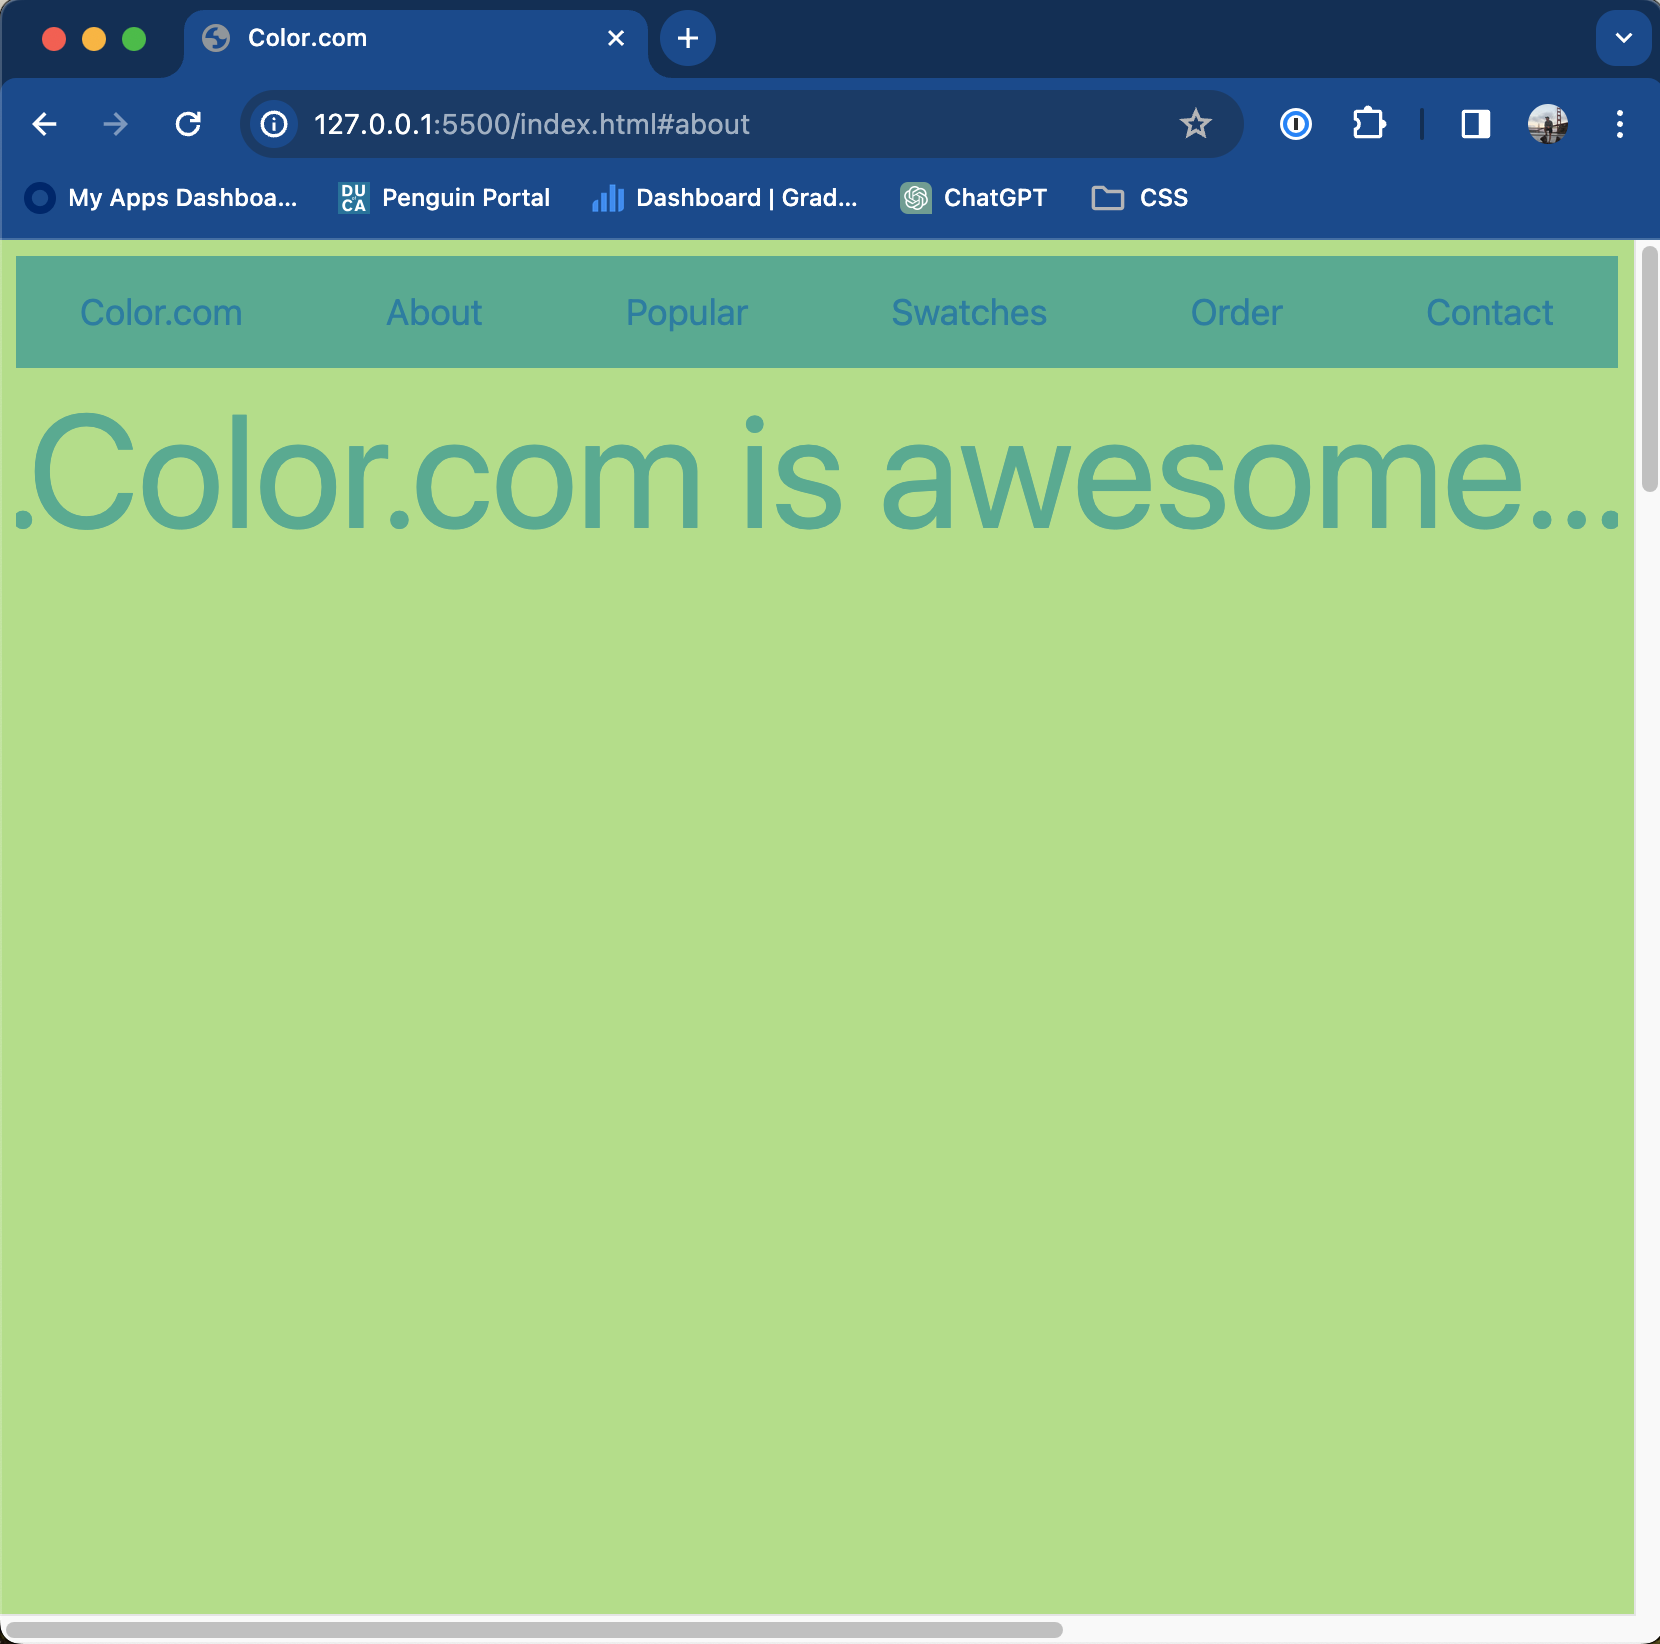 Color.com
127.0.0.1:5500/index.html#about
My Apps Dashboa... DU CA Penguin Portal Dashboard | Grad... ChatGPT CSS
Color.com About Popular Swatches Order Contact
.Color.com is awesome...